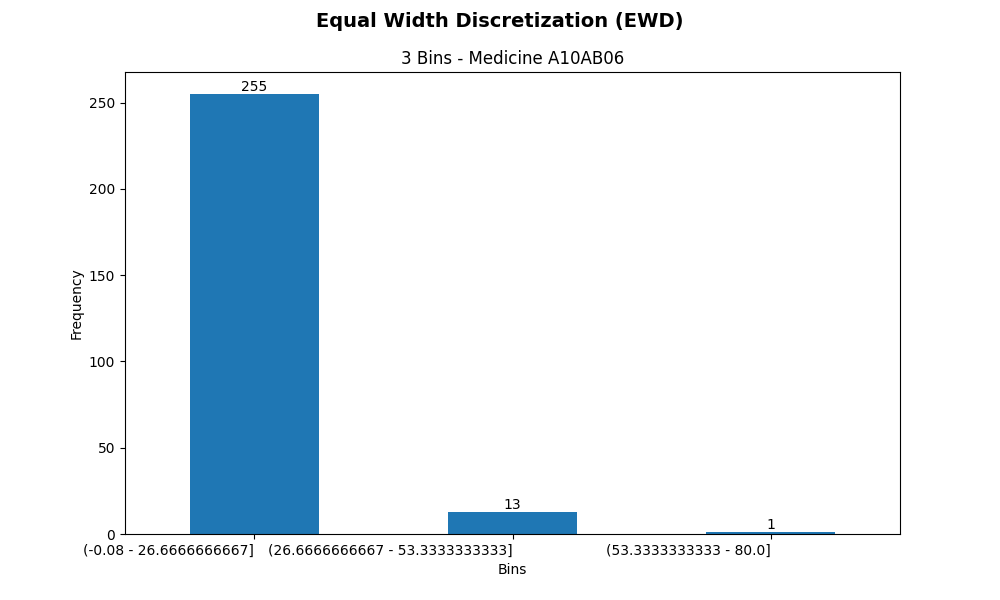 Equal Width Discretization (EWD)
3 Bins - Medicine A10AB06
255
250
200
Frequency
150
100
50
13
1
0
(-0.08 - 26.6666666667]
(26.6666666667 - 53.3333333333]
(53.3333333333 - 80.0]
Bins